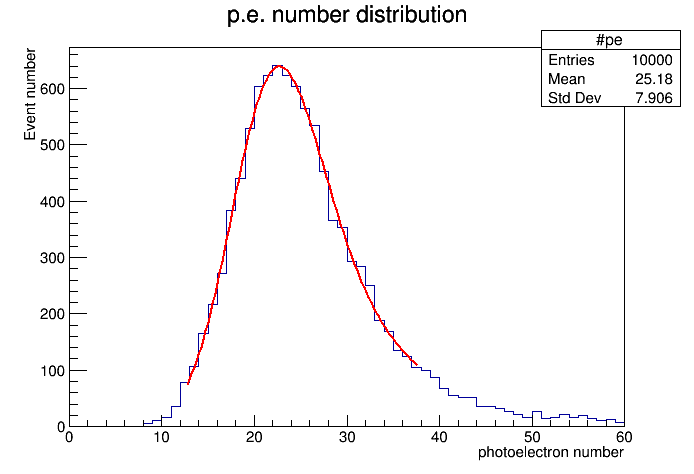 p.e. number distribution
#pe
Entries 10000
Mean 25.18
Std Dev 7.906
Event number
600
500
400
300
200
100
0
0 10 20 30 40 50 60
photoelectron number